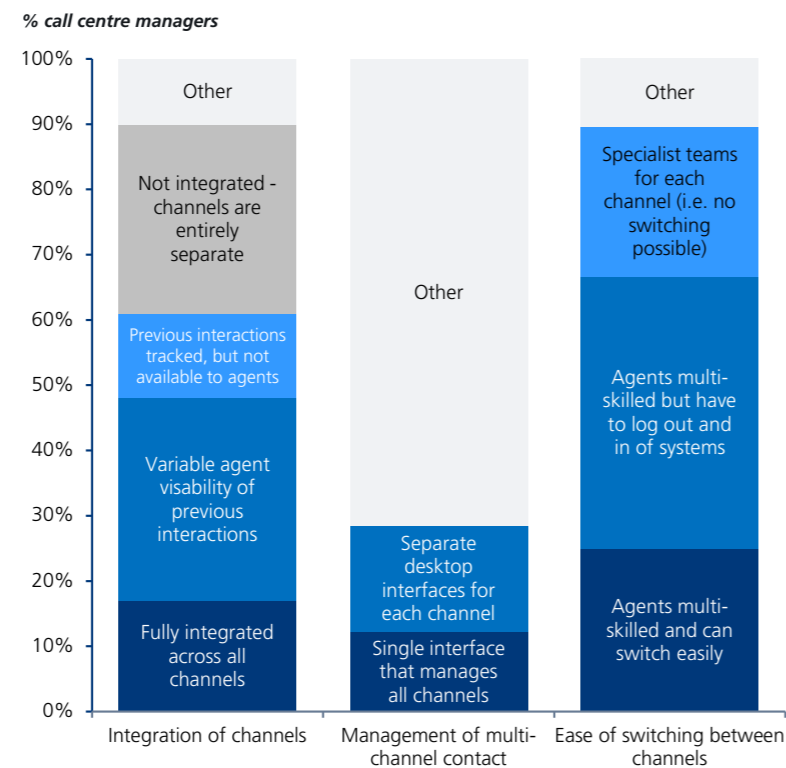 % call centre managers
100%
90%
80%
70%
60%
50%
40%
30%
20%
10%
0%
Other
Not integrated -
channels are
entirely
separate
Previous interactions
tracked, but not
available to agents
Variable agent
visability of
previous
interactions
Fully integrated
across all
channels
Other
Separate
desktop
interfaces for
each channel
Single interface
that manages
all channels
Other
Specialist teams
for each
channel (i.e. no
switching
possible)
Agents multi-
skilled but have
to log out and
in of systems
Agents multi-
skilled and can
switch easily
Integration of channels
Management of multi-
channel contact
Ease of switching between
channels